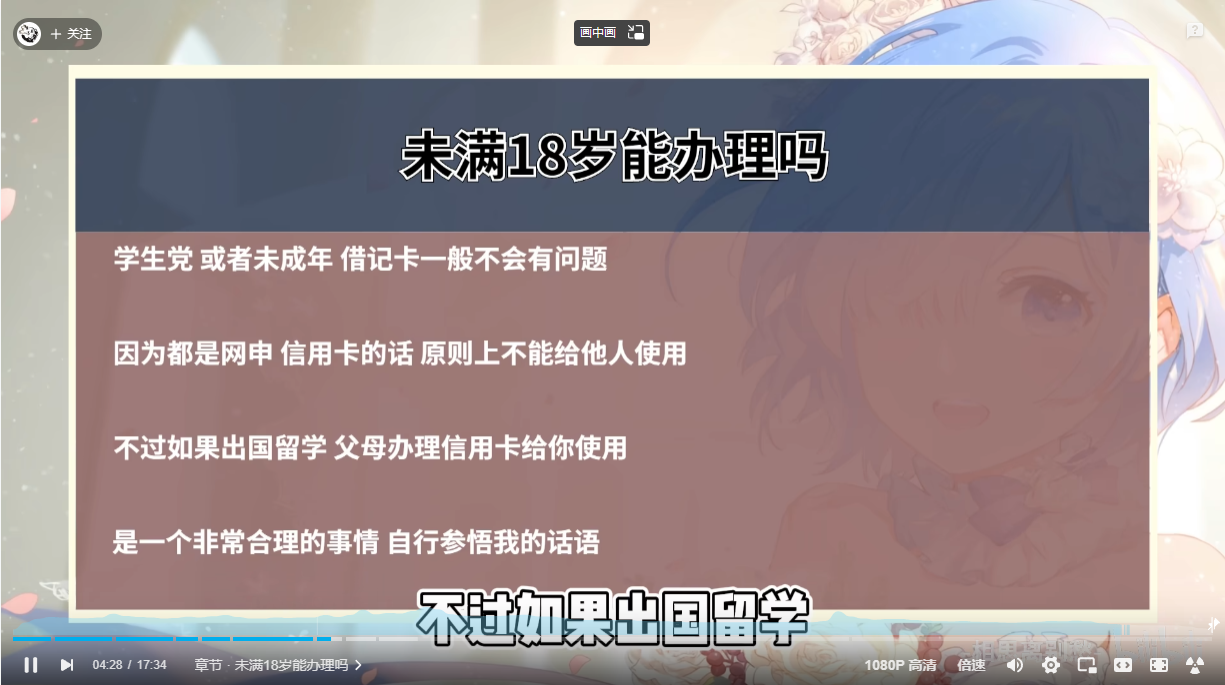 + 关注
画中画
?
未满18岁能办理吗
学生党 或者未成年 借记卡一般不会有问题
因为都是网申 信用卡的话 原则上不能给他人使用
不过如果出国留学 父母办理信用卡给你使用
是一个非常合理的事情 自行参悟我的话语
不过如果出国留学
04:28 / 17:34
章节 · 未满18岁能办理吗
1080P 高清
倍速